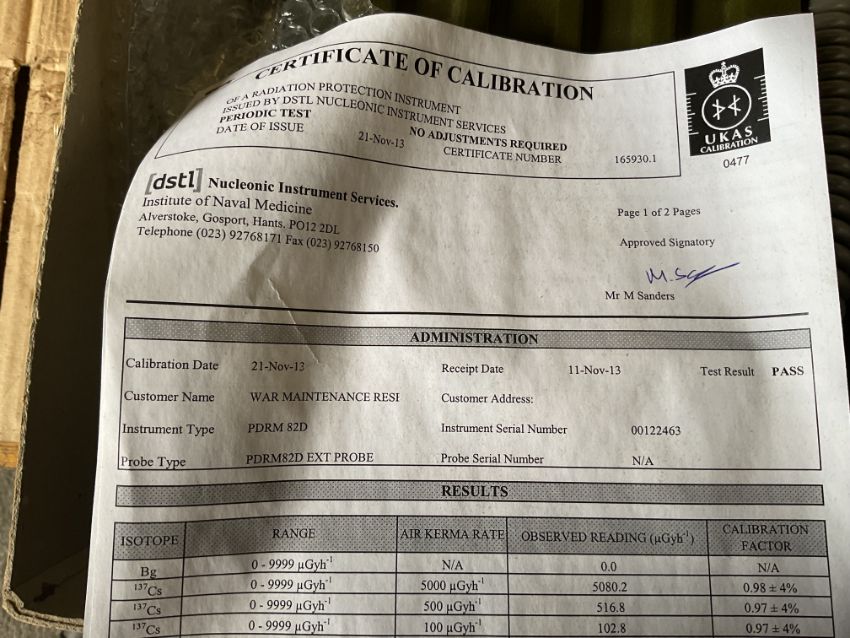 CERTIFICATE OF CALIBRATION
OF A RADIATION PROTECTION INSTRUMENT
ISSUED BY DSTL NUCLEONIC INSTRUMENT SERVICES
PERIODIC TEST NO ADJUSTMENTS REQUIRED
DATE OF ISSUE 21-Nov-13 CERTIFICATE NUMBER 165930.1
UKAS
CALIBRATION
0477
[dstl] Nucleonic Instrument Services.
Institute of Naval Medicine
Alverstoke, Gosport, Hants. PO12 2DL
Telephone (023) 92768171 Fax (023) 92768150
Page 1 of 2 Pages
Approved Signatory
Mr M Sanders
ADMINISTRATION
Calibration Date 21-Nov-13 Receipt Date 11-Nov-13 Test Result PASS
Customer Name WAR MAINTENANCE RESE Customer Address:
Instrument Type PDRM 82D Instrument Serial Number 00122463
Probe Type PDRM82D EXT PROBE Probe Serial Number N/A
RESULTS
ISOTOPE RANGE AIR KERMA RATE OBSERVED READING (µGyh⁻¹) CALIBRATION FACTOR
Bg 0 - 9999 µGyh⁻¹ N/A 0.0 N/A
¹³⁷Cs 0 - 9999 µGyh⁻¹ 5000 µGyh⁻¹ 5080.2 0.98 ± 4%
¹³⁷Cs 0 - 9999 µGyh⁻¹ 500 µGyh⁻¹ 516.8 0.97 ± 4%
¹³⁷Cs 0 - 9999 µGyh⁻¹ 100 µGyh⁻¹ 102.8 0.97 ± 4%